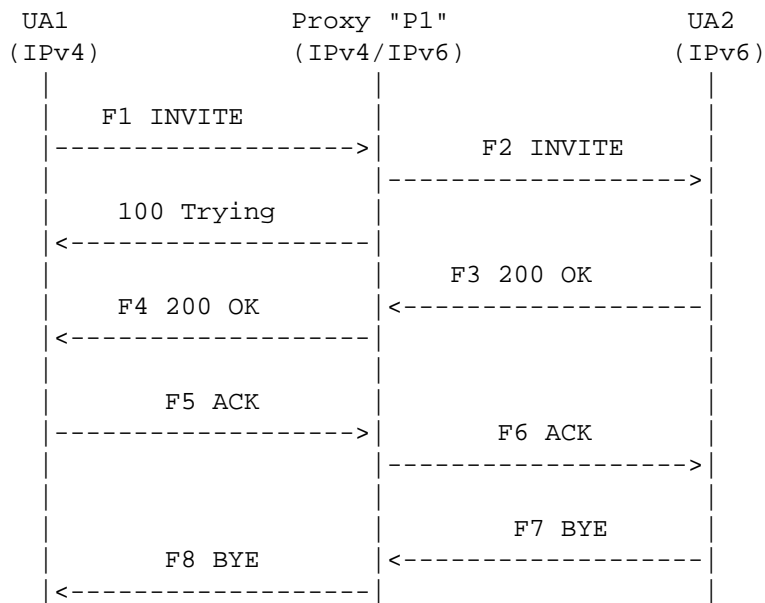 UA1 Proxy "P1" UA2
(IPv4) (IPv4/IPv6) (IPv6)
F1 INVITE
F2 INVITE
100 Trying
F3 200 OK
F4 200 OK
F5 ACK
F6 ACK
F7 BYE
F8 BYE